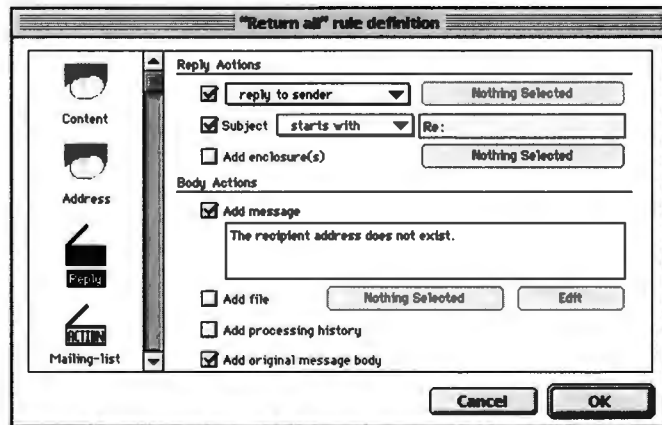 "Return all" rule definition
Content
Address
Reply
ACTION
Mailing-list
Reply Actions
reply to sender
Nothing Selected
Subject
starts with
Re:
Add enclosure(s)
Nothing Selected
Body Actions
Add message
The recipient address does not exist.
Add file
Nothing Selected
Edit
Add processing history
Add original message body
Cancel
OK